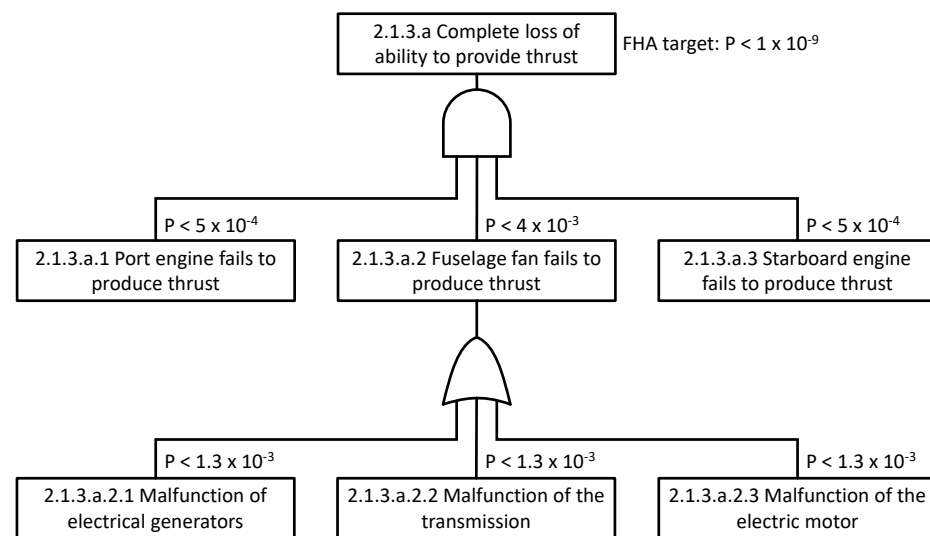 2.1.3.a Complete loss of
ability to provide thrust
FHA target: P < 1 x 10⁻⁹
P < 5 x 10⁻⁴
P < 4 x 10⁻³
P < 5 x 10⁻⁴
2.1.3.a.1 Port engine fails to
produce thrust
2.1.3.a.2 Fuselage fan fails to
produce thrust
2.1.3.a.3 Starboard engine
fails to produce thrust
P < 1.3 x 10⁻³
P < 1.3 x 10⁻³
P < 1.3 x 10⁻³
2.1.3.a.2.1 Malfunction of
electrical generators
2.1.3.a.2.2 Malfunction of the
transmission
2.1.3.a.2.3 Malfunction of the
electric motor